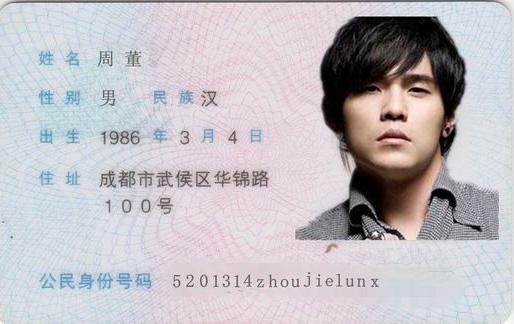 姓名 周董
性别 男 民族 汉
出生 1986 年 3 月 4 日
住址 成都市武侯区华锦路
100号
公民身份号码 5201314zhoujielunx